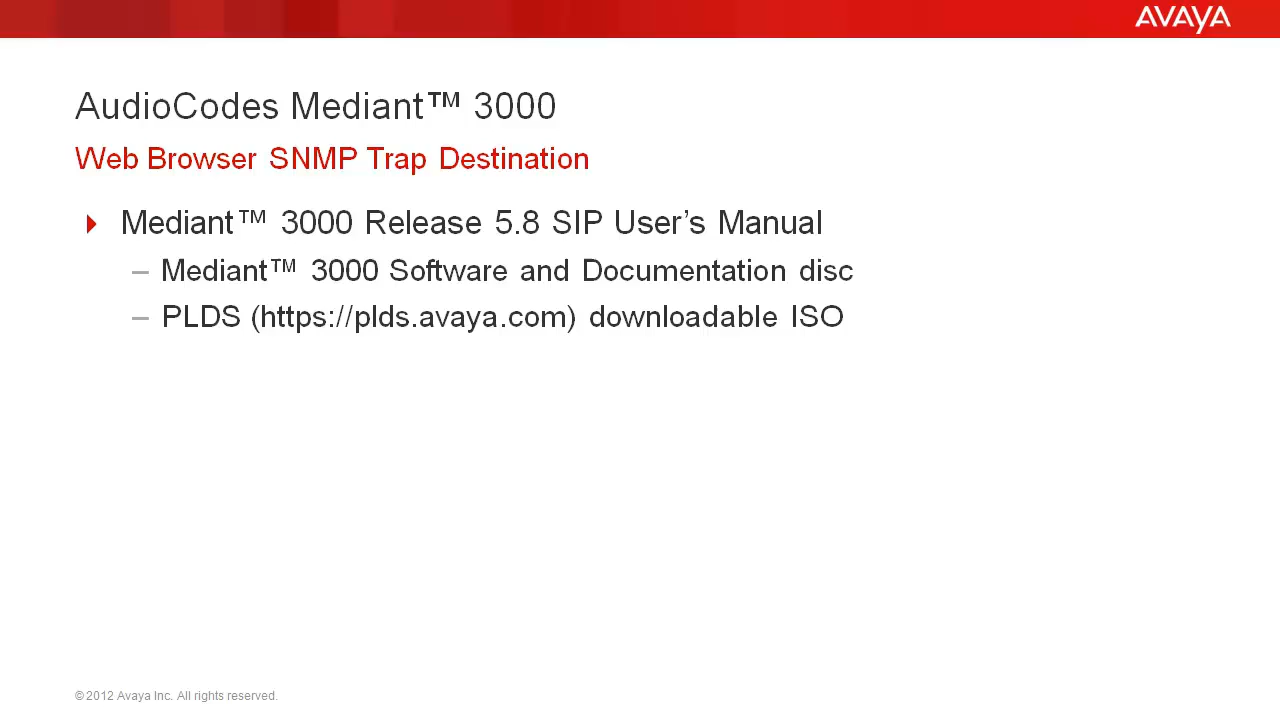 AVAYA
AudioCodes Mediant™ 3000
Web Browser SNMP Trap Destination
Mediant™ 3000 Release 5.8 SIP User’s Manual
– Mediant™ 3000 Software and Documentation disc
– PLDS (https://plds.avaya.com) downloadable ISO
© 2012 Avaya Inc. All rights reserved.